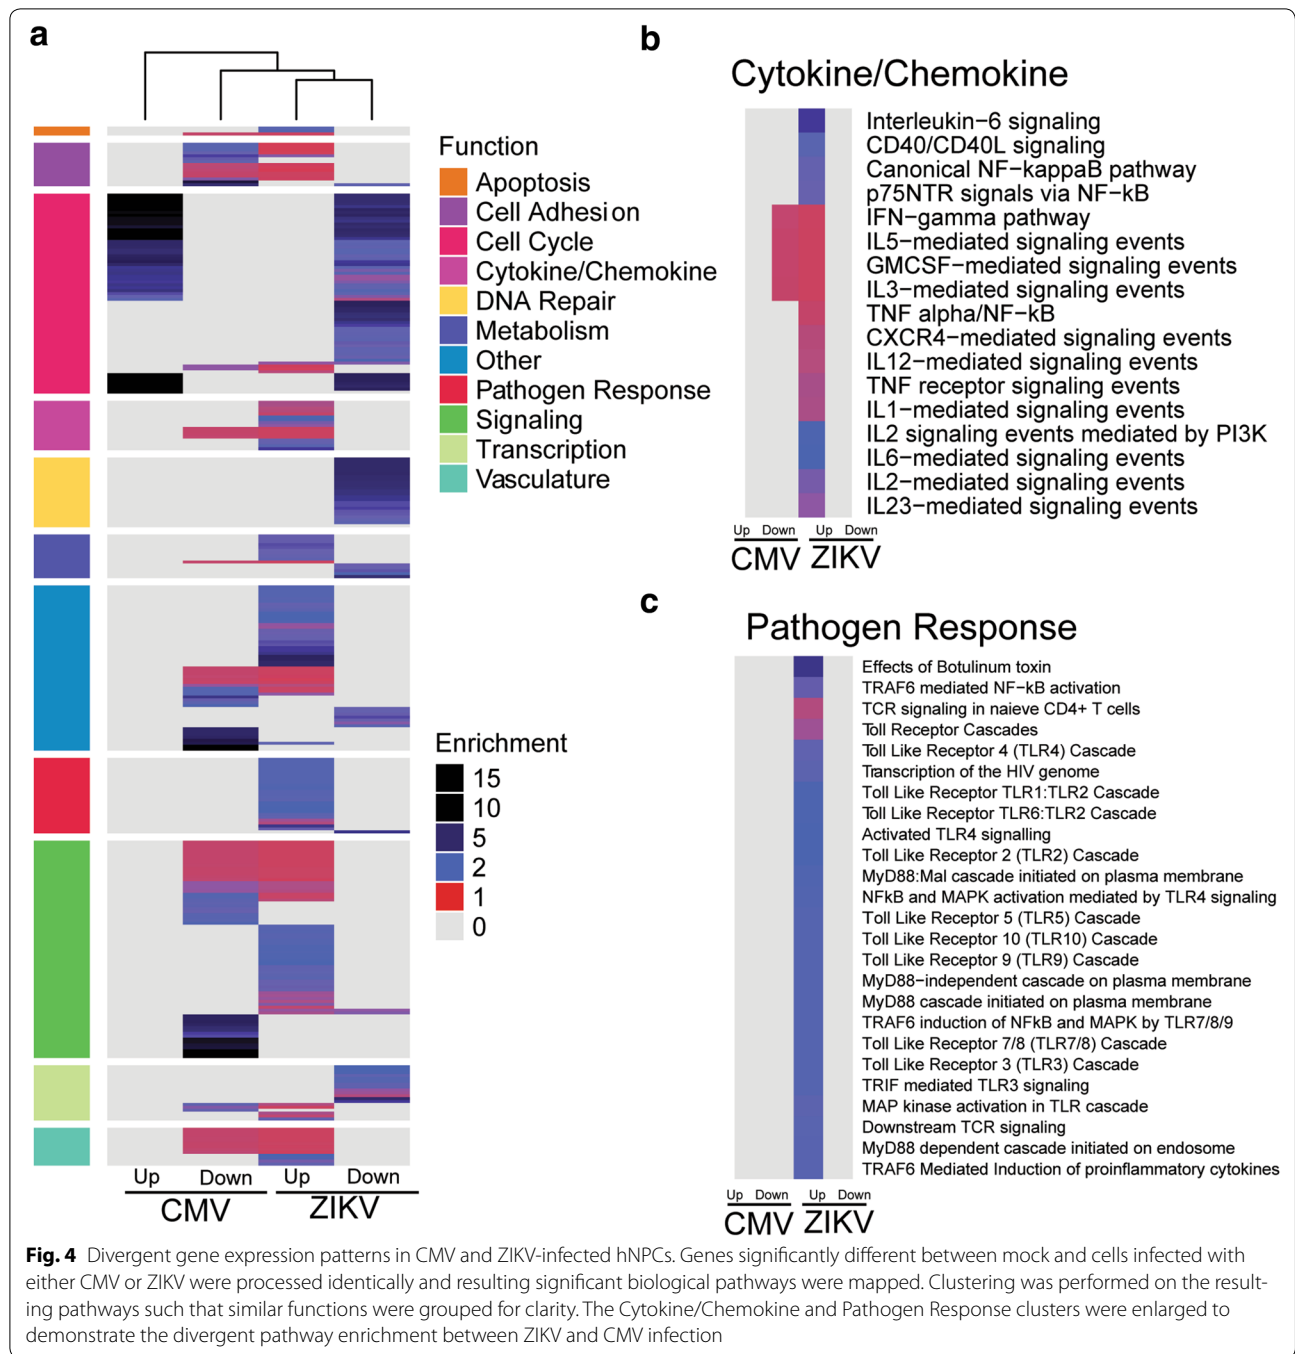 a
Function
Apoptosis
Cell Adhesion
Cell Cycle
Cytokine/Chemokine
DNA Repair
Metabolism
Other
Pathogen Response
Signaling
Transcription
Vasculature
Enrichment
15
10
5
2
1
0
Up Down Up Down
CMV ZIKV
b
Cytokine/Chemokine
Interleukin−6 signaling
CD40/CD40L signaling
Canonical NF−kappaB pathway
p75NTR signals via NF−kB
IFN−gamma pathway
IL5−mediated signaling events
GMCSF−mediated signaling events
IL3−mediated signaling events
TNF alpha/NF−kB
CXCR4−mediated signaling events
IL12−mediated signaling events
TNF receptor signaling events
IL1−mediated signaling events
IL2 signaling events mediated by PI3K
IL6−mediated signaling events
IL2−mediated signaling events
IL23−mediated signaling events
Up Down Up Down
CMV ZIKV
c
Pathogen Response
Effects of Botulinum toxin
TRAF6 mediated NF−kB activation
TCR signaling in naieve CD4+ T cells
Toll Receptor Cascades
Toll Like Receptor 4 (TLR4) Cascade
Transcription of the HIV genome
Toll Like Receptor TLR1:TLR2 Cascade
Toll Like Receptor TLR6:TLR2 Cascade
Activated TLR4 signalling
Toll Like Receptor 2 (TLR2) Cascade
MyD88:Mal cascade initiated on plasma membrane
NFkB and MAPK activation mediated by TLR4 signaling
Toll Like Receptor 5 (TLR5) Cascade
Toll Like Receptor 10 (TLR10) Cascade
Toll Like Receptor 9 (TLR9) Cascade
MyD88−independent cascade on plasma membrane
MyD88 cascade initiated on plasma membrane
TRAF6 induction of NFkB and MAPK by TLR7/8/9
Toll Like Receptor 7/8 (TLR7/8) Cascade
Toll Like Receptor 3 (TLR3) Cascade
TRIF mediated TLR3 signaling
MAP kinase activation in TLR cascade
Downstream TCR signaling
MyD88 dependent cascade initiated on endosome
TRAF6 Mediated Induction of proinflammatory cytokines
Up Down Up Down
CMV ZIKV
Fig. 4 Divergent gene expression patterns in CMV and ZIKV-infected hNPCs. Genes significantly different between mock and cells infected with
either CMV or ZIKV were processed identically and resulting significant biological pathways were mapped. Clustering was performed on the result-
ing pathways such that similar functions were grouped for clarity. The Cytokine/Chemokine and Pathogen Response clusters were enlarged to
demonstrate the divergent pathway enrichment between ZIKV and CMV infection